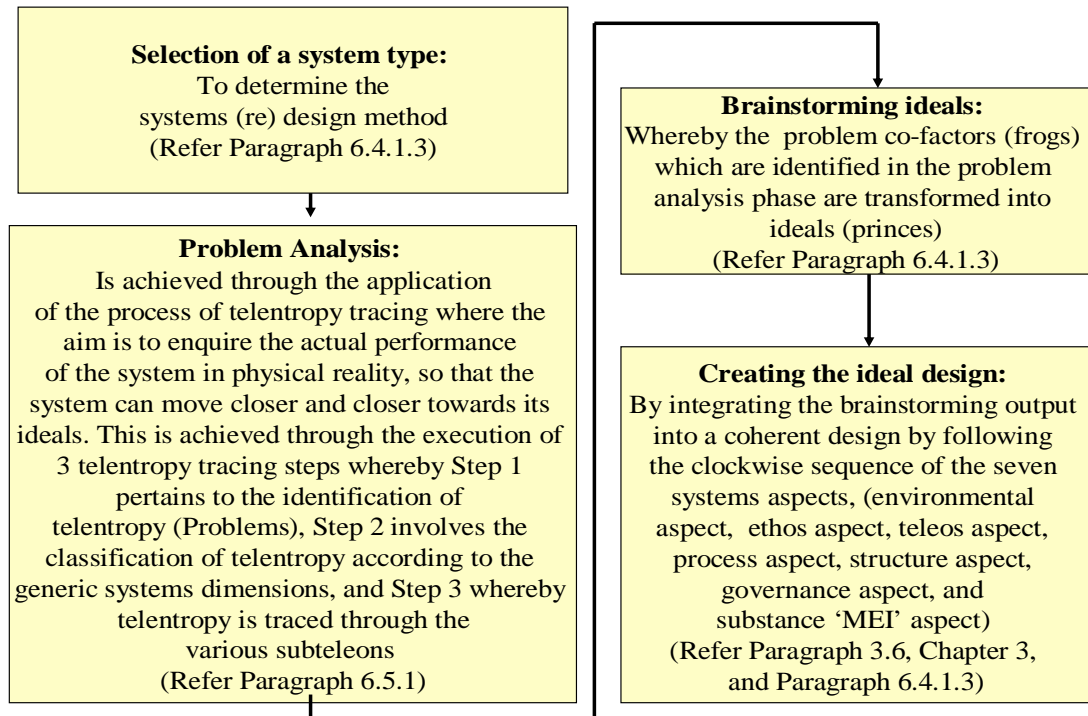 Selection of a system type:
To determine the
systems (re) design method
(Refer Paragraph 6.4.1.3)
Problem Analysis:
Is achieved through the application
of the process of telentropy tracing where the
aim is to enquire the actual performance
of the system in physical reality, so that the
system can move closer and closer towards its
ideals. This is achieved through the execution of
3 telentropy tracing steps whereby Step 1
pertains to the identification of
telentropy (Problems), Step 2 involves the
classification of telentropy according to the
generic systems dimensions, and Step 3 whereby
telentropy is traced through the
various subteleons
(Refer Paragraph 6.5.1)
Brainstorming ideals:
Whereby the problem co-factors (frogs)
which are identified in the problem
analysis phase are transformed into
ideals (princes)
(Refer Paragraph 6.4.1.3)
Creating the ideal design:
By integrating the brainstorming output
into a coherent design by following
the clockwise sequence of the seven
systems aspects, (environmental
aspect, ethos aspect, teleos aspect,
process aspect, structure aspect,
governance aspect, and
substance ‘MEI’ aspect)
(Refer Paragraph 3.6, Chapter 3,
and Paragraph 6.4.1.3)